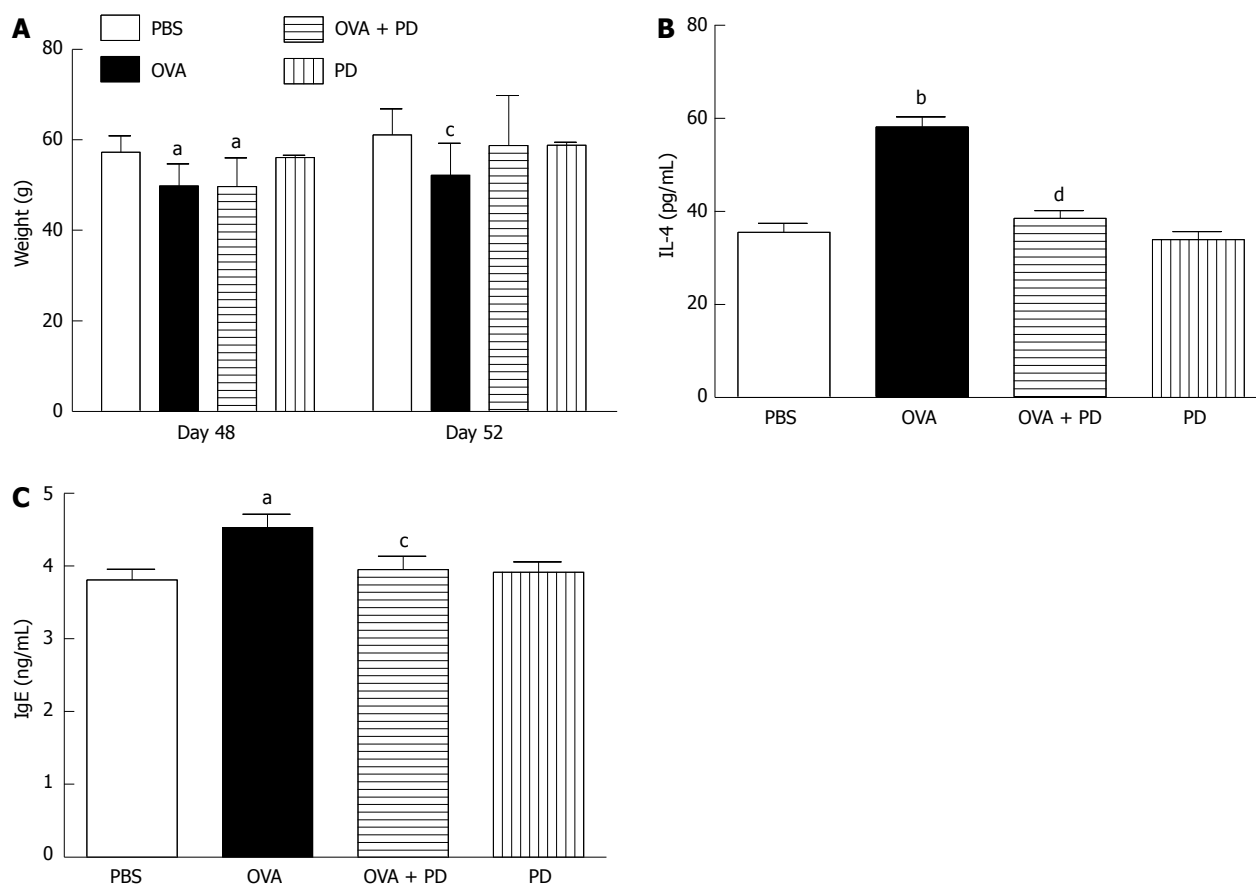 A
PBS
OVA + PD
OVA
PD
80
60
40
20
0
Weight (g)
a
a
c
Day 48
Day 52
B
80
60
40
20
0
IL-4 (pg/mL)
b
d
PBS
OVA
OVA + PD
PD
C
5
4
3
2
1
0
IgE (ng/mL)
a
c
PBS
OVA
OVA + PD
PD